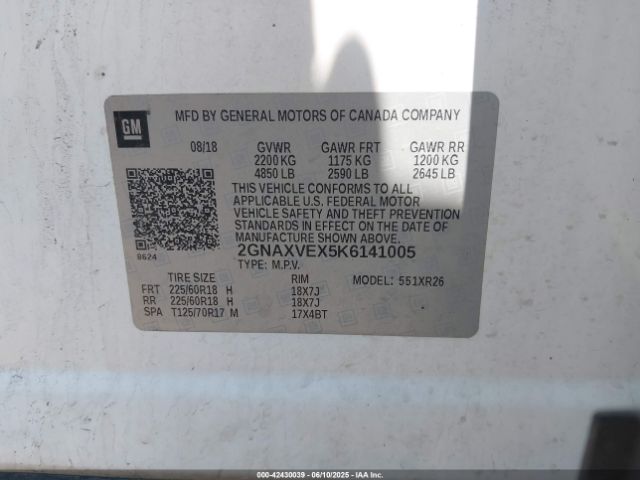 GM
MFD BY GENERAL MOTORS OF CANADA COMPANY
08/18 GVWR GAWR FRT GAWR RR
2200 KG 1175 KG 1200 KG
4850 LB 2590 LB 2645 LB
THIS VEHICLE CONFORMS TO ALL
APPLICABLE U.S. FEDERAL MOTOR
VEHICLE SAFETY AND THEFT PREVENTION
STANDARDS IN EFFECT ON THE DATE OF
MANUFACTURE SHOWN ABOVE.
8624
2GNAXVEX5K6141005
TYPE: M.P.V.
TIRE SIZE RIM MODEL: 551XR26
FRT 225/60R18 H 18X7J
RR 225/60R18 H 18X7J
SPA T125/70R17 M 17X4BT
000-42430039 - 06/10/2025 - IAAI.COM